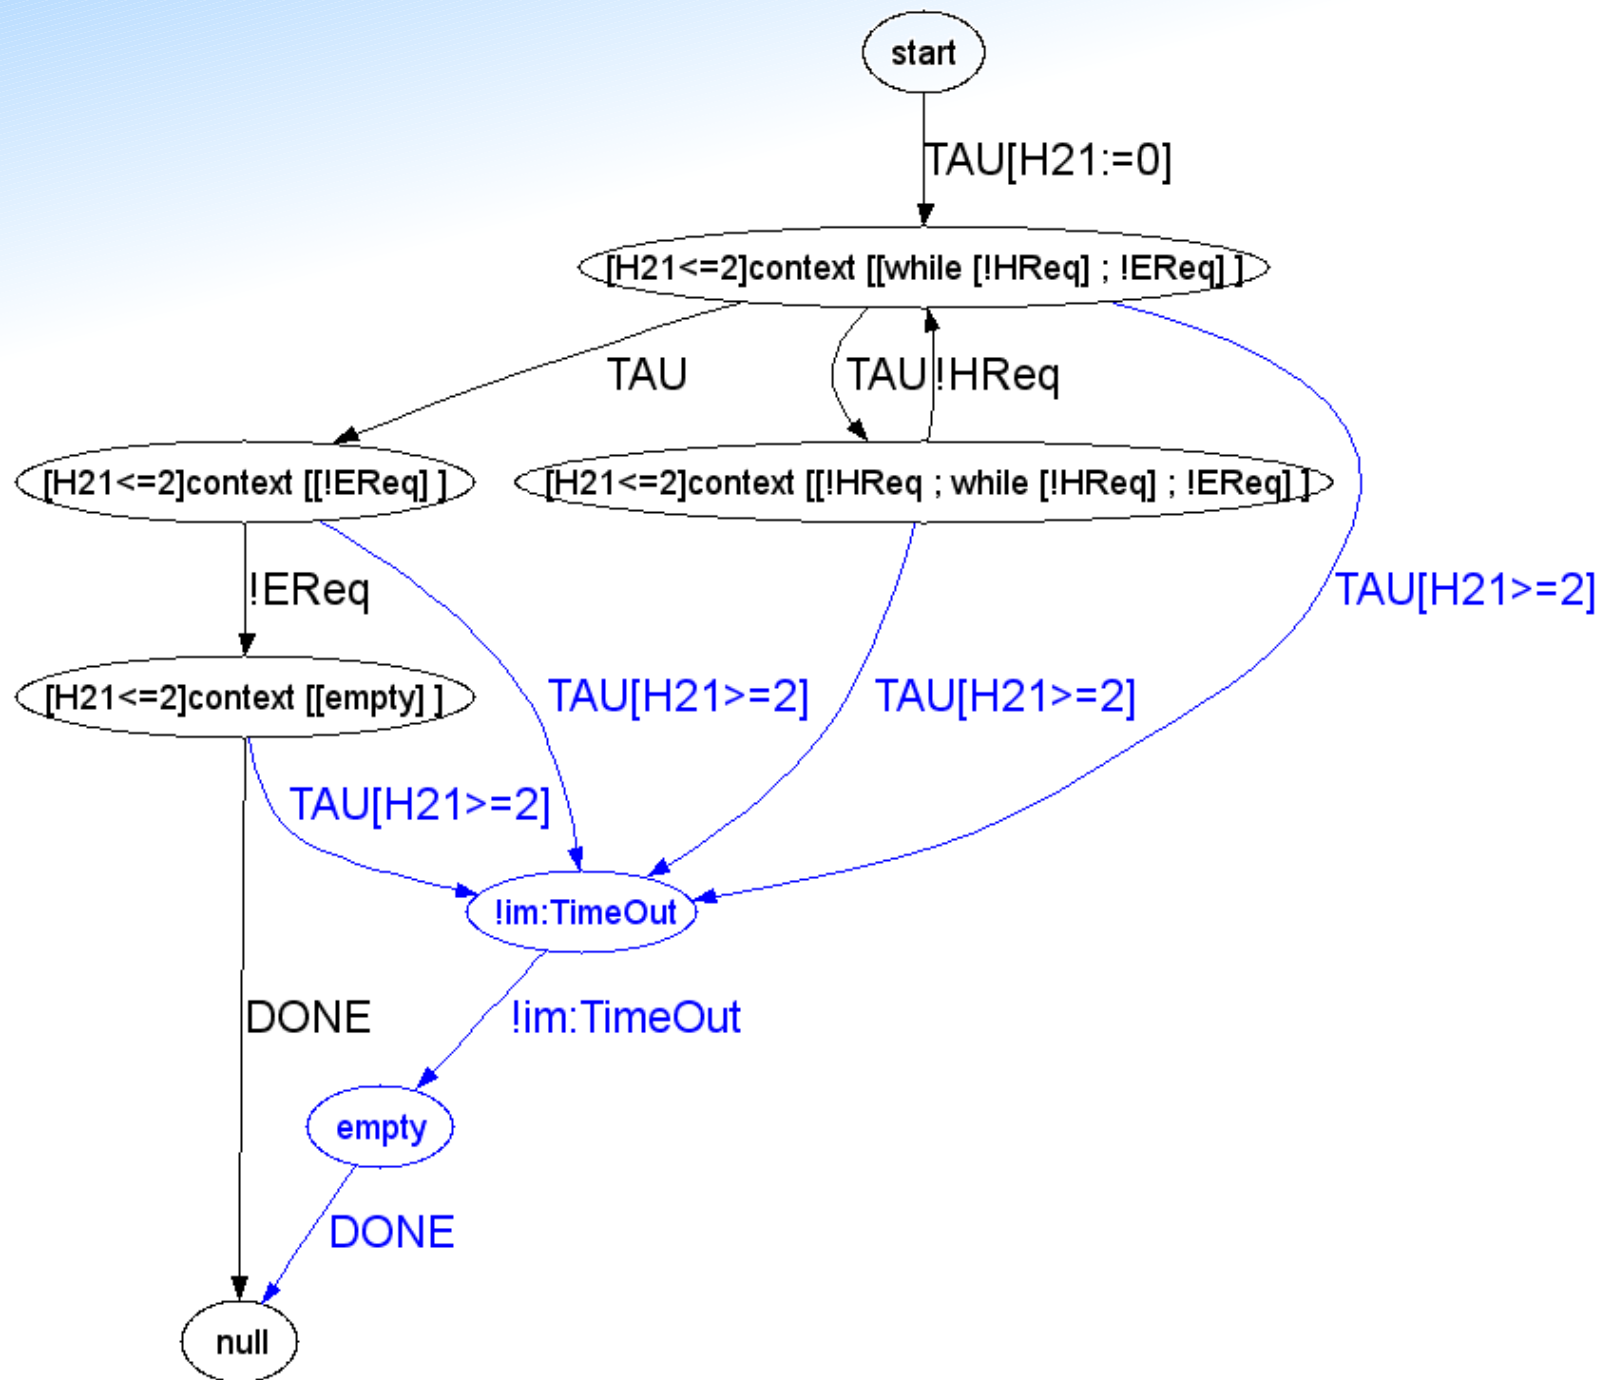 start
TAU[H21:=0]
[H21<=2]context [[while [!HReq] ; !EReq] ]
TAU
TAU
!HReq
[H21<=2]context [[!EReq] ]
[H21<=2]context [[!HReq ; while [!HReq] ; !EReq] ]
!EReq
TAU[H21>=2]
[H21<=2]context [[empty] ]
TAU[H21>=2]
TAU[H21>=2]
TAU[H21>=2]
!im:TimeOut
DONE
!im:TimeOut
empty
DONE
null